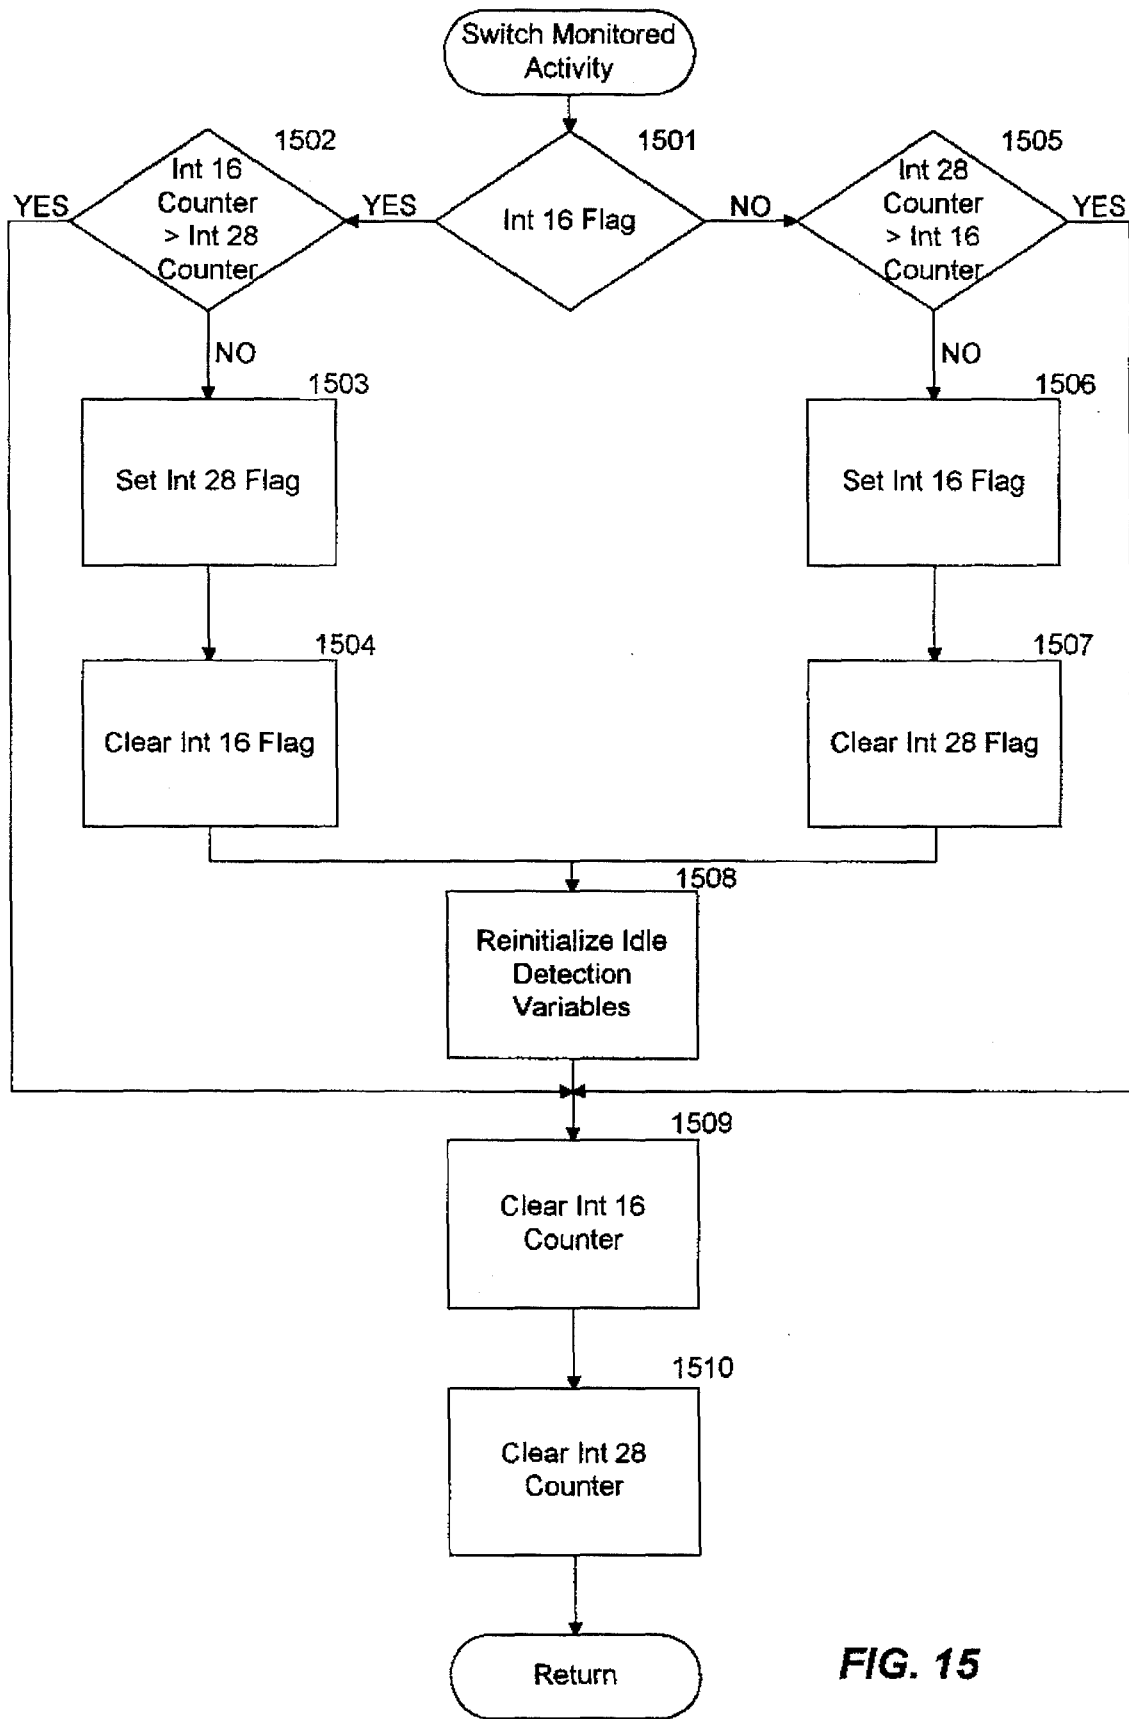 Switch Monitored
Activity
1502
1501
1505
Int 16
Counter
> Int 28
Counter
Int 16 Flag
Int 28
Counter
> Int 16
Counter
YES
YES
NO
YES
NO
NO
1503
1506
Set Int 28 Flag
Set Int 16 Flag
1504
1507
Clear Int 16 Flag
Clear Int 28 Flag
1508
Reinitialize Idle
Detection
Variables
1509
Clear Int 16
Counter
1510
Clear Int 28
Counter
Return
FIG. 15